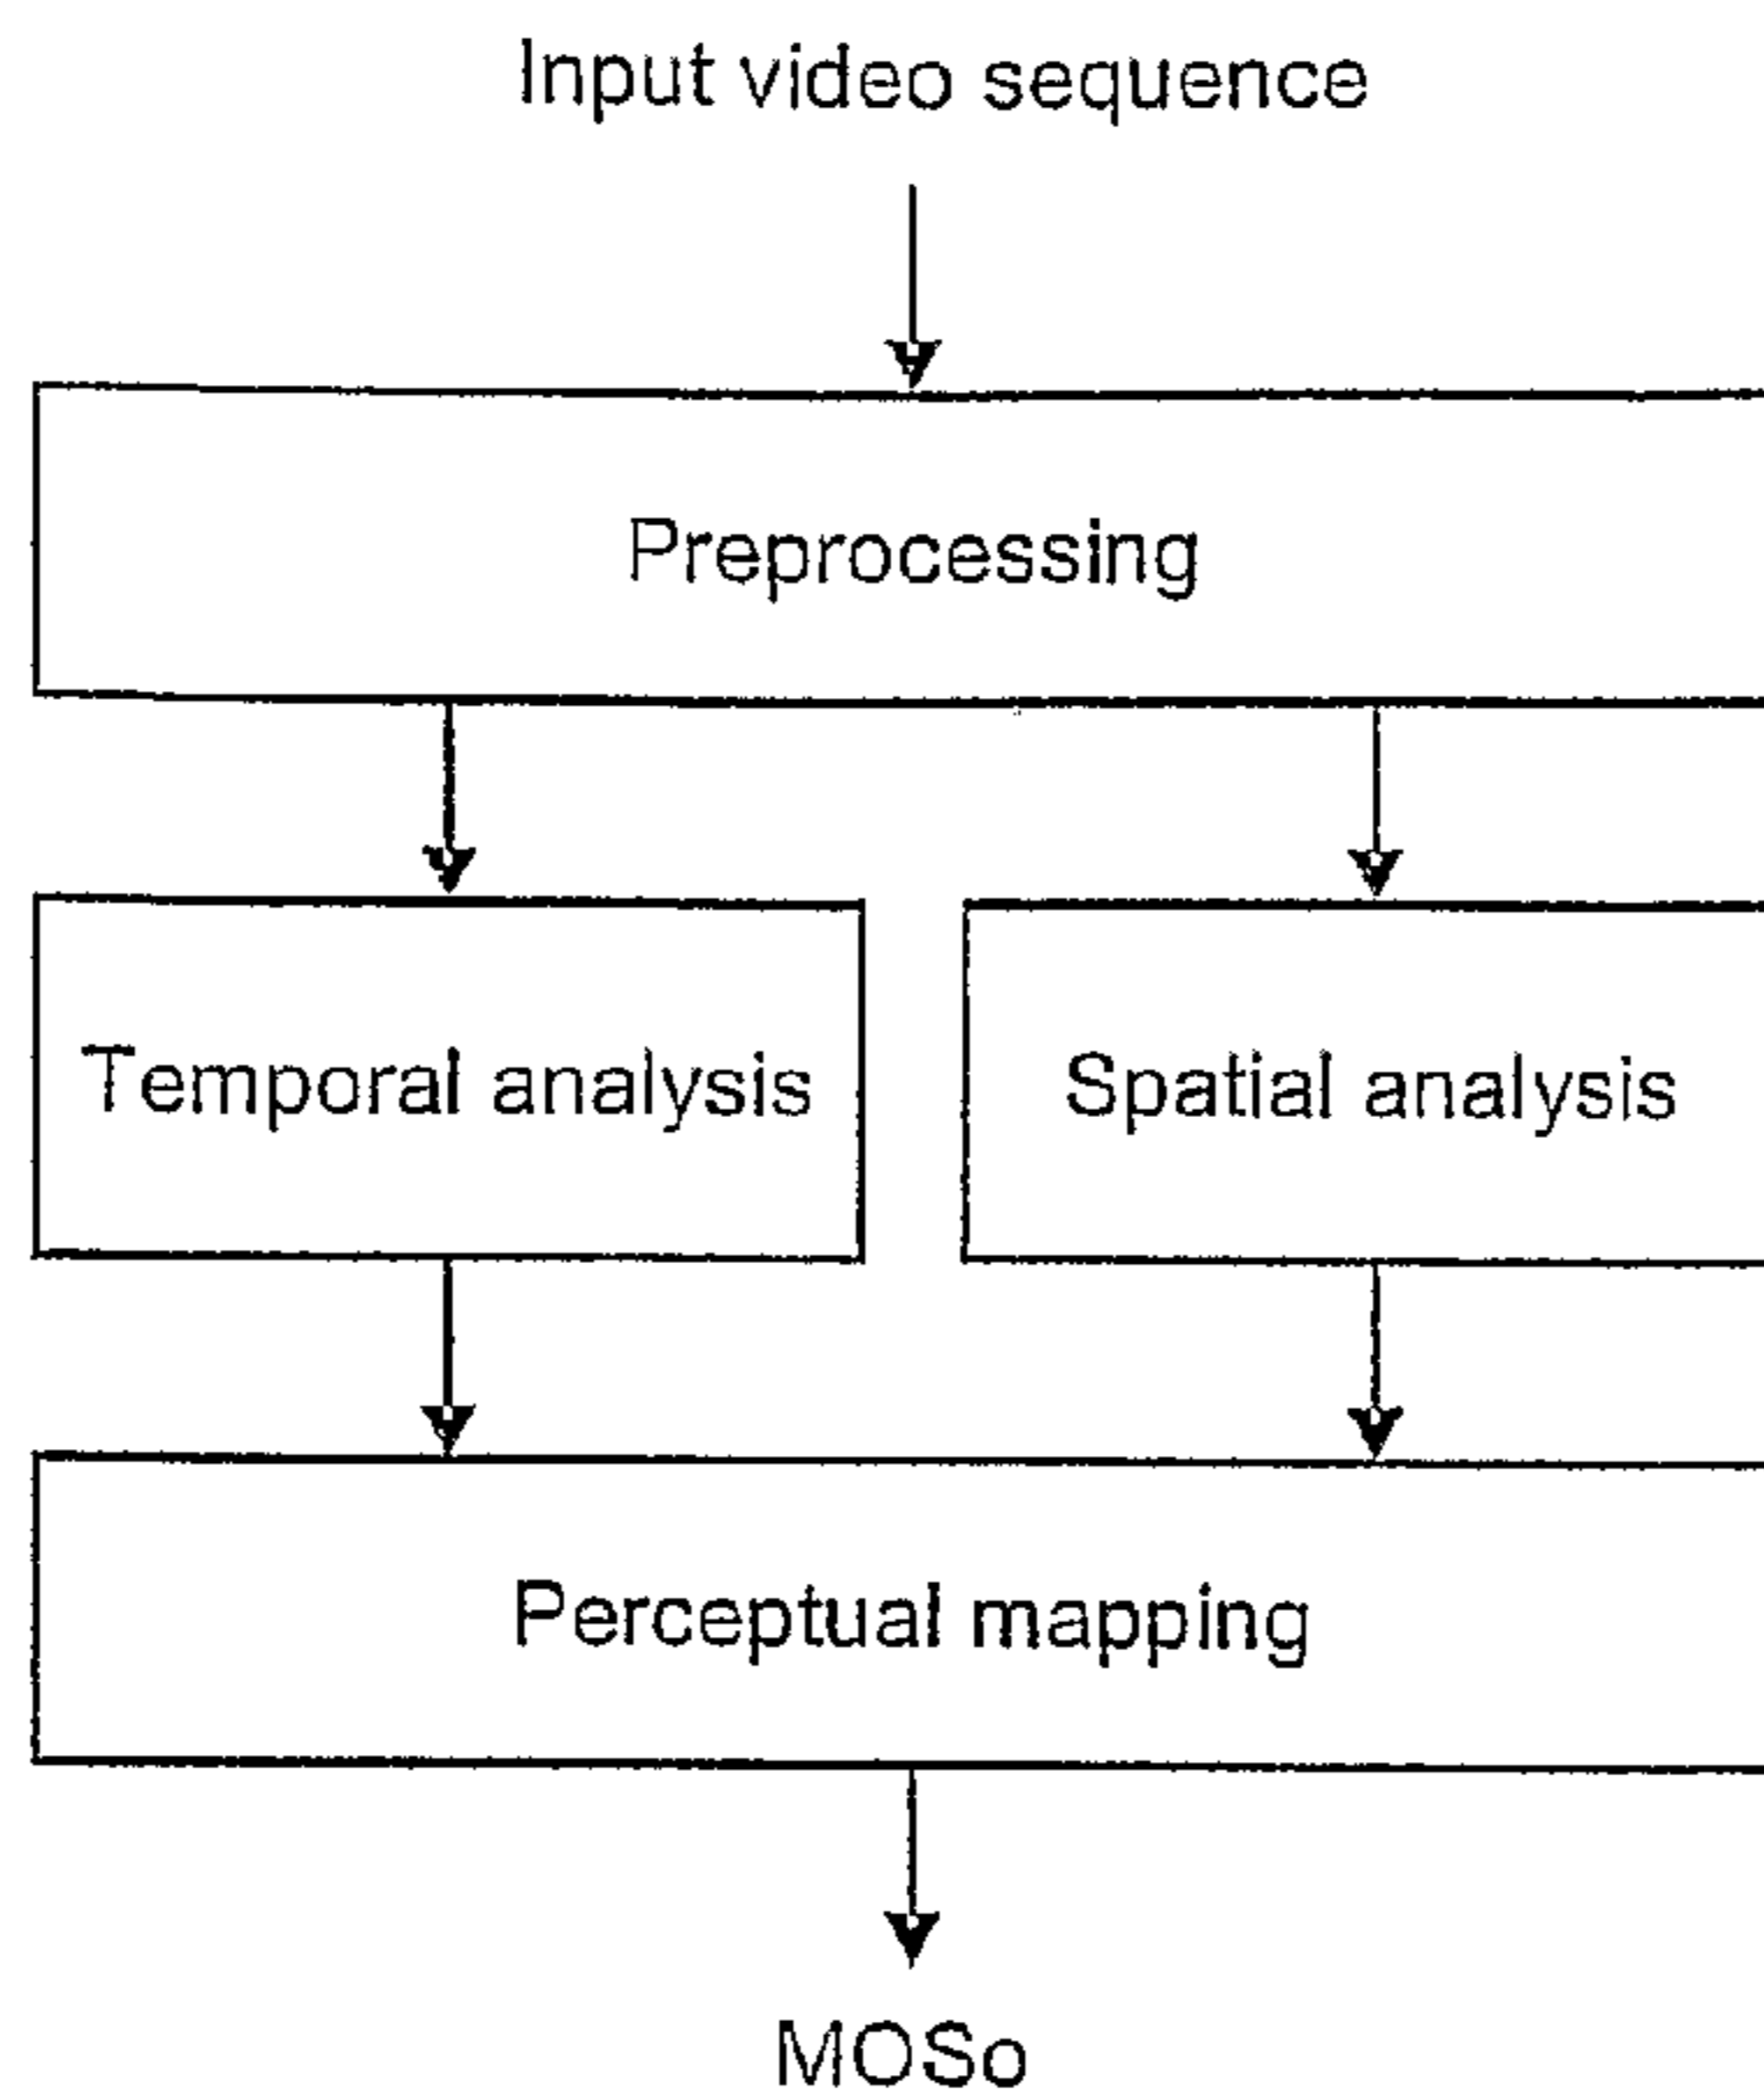 Input video sequence
Preprocessing
Temporal analysis
Spatial analysis
Perceptual mapping
MOSo